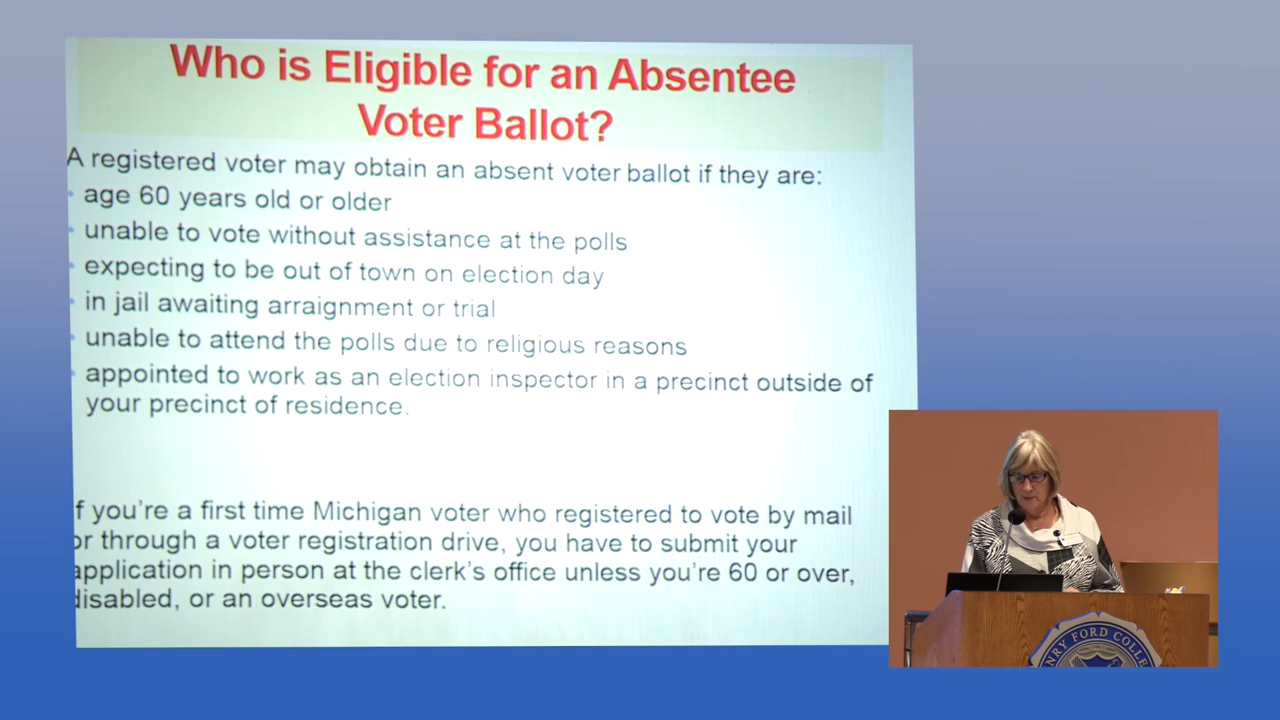 Who is Eligible for an Absentee
Voter Ballot?
A registered voter may obtain an absent voter ballot if they are:
• age 60 years old or older
• unable to vote without assistance at the polls
• expecting to be out of town on election day
• in jail awaiting arraignment or trial
• unable to attend the polls due to religious reasons
• appointed to work as an election inspector in a precinct outside of
your precinct of residence.
f you're a first time Michigan voter who registered to vote by mail
or through a voter registration drive, you have to submit your
application in person at the clerk's office unless you're 60 or over,
disabled, or an overseas voter.
NRY FORD COLLEG